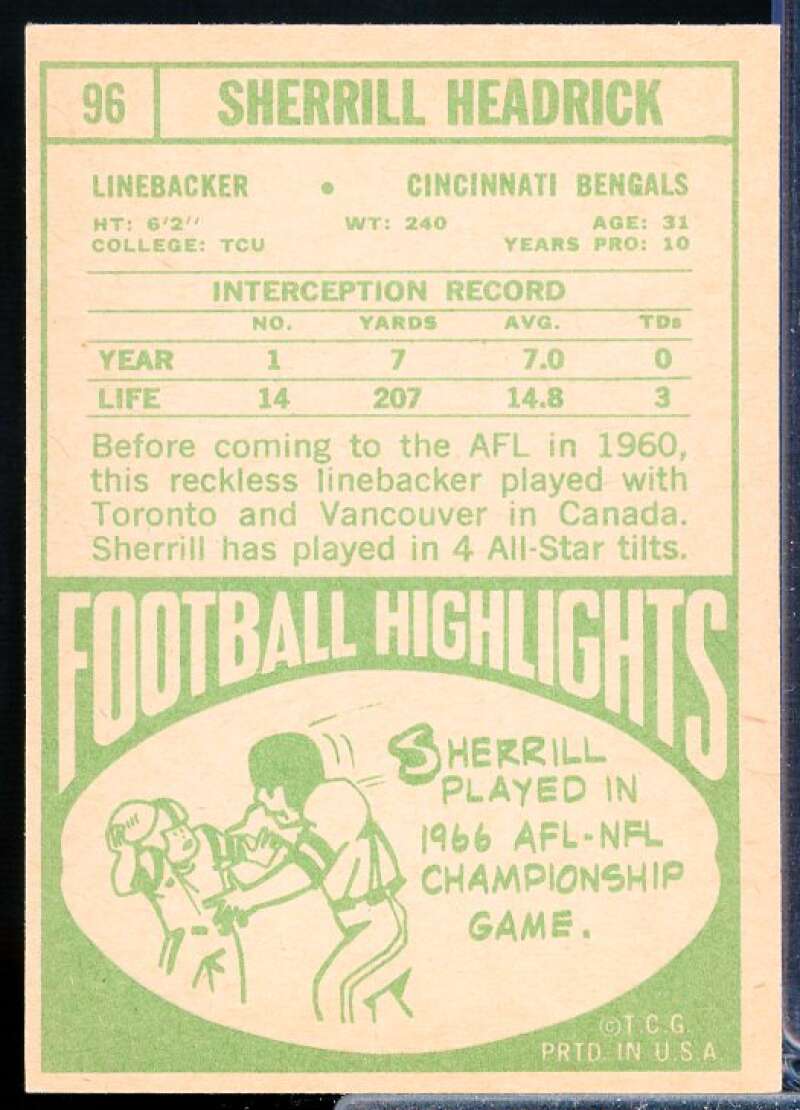 96 SHERRILL HEADRICK
LINEBACKER • CINCINNATI BENGALS
HT: 6'2" WT: 240 AGE: 31
COLLEGE: TCU YEARS PRO: 10
INTERCEPTION RECORD
NO. YARDS AVG. TDs
YEAR 1 7 7.0 0
LIFE 14 207 14.8 3
Before coming to the AFL in 1960,
this reckless linebacker played with
Toronto and Vancouver in Canada.
Sherrill has played in 4 All-Star tilts.
FOOTBALL HIGHLIGHTS
SHERRILL
PLAYED IN
1966 AFL-NFL
CHAMPIONSHIP
GAME.
©T.C.G.
PRTD. IN U.S.A.